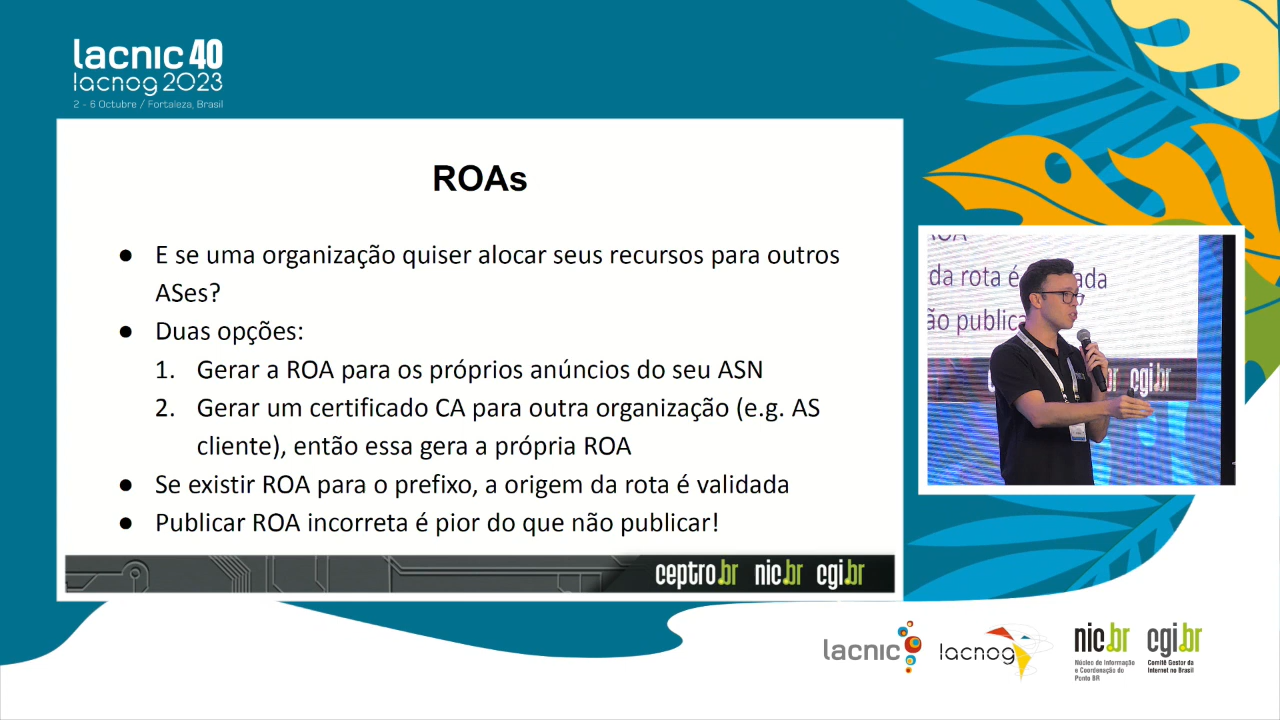 lacnic 40
lacnog 2023
2 - 6 Octubre / Fortaleza, Brasil
ROAs
● E se uma organização quiser alocar seus recursos para outros
ASes?
● Duas opções:
1. Gerar a ROA para os próprios anúncios do seu ASN
2. Gerar um certificado CA para outra organização (e.g. AS
cliente), então essa gera a própria ROA
● Se existir ROA para o prefixo, a origem da rota é validada
● Publicar ROA incorreta é pior do que não publicar!
ceptro.br nic.br cgi.br
da rota é ada
ão public
br cgi.br
lacnic
lacnog
nic.br
Núcleo de Informação
e Coordenação do
Ponto BR
cgi.br
Comitê Gestor da
Internet no Brasil